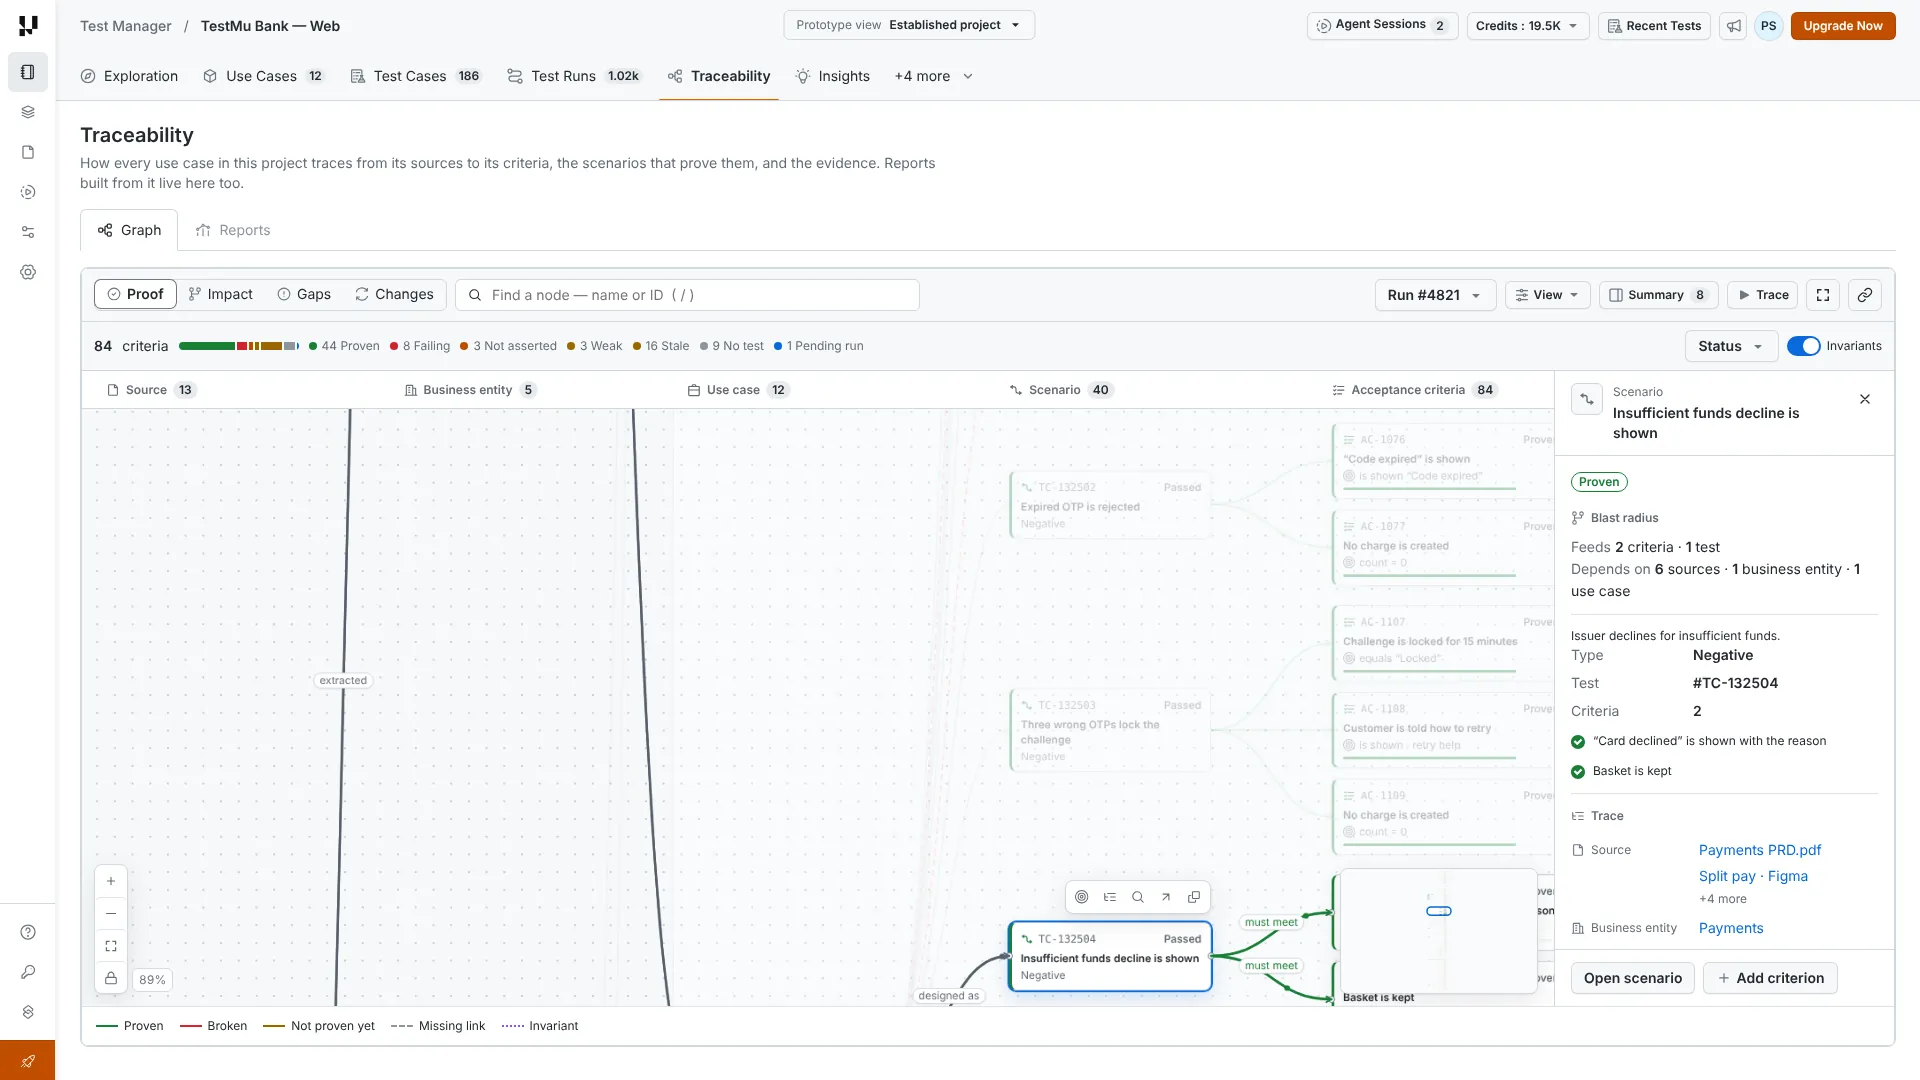 Test Manager / TestMu Bank — Web
Prototype view Established project
Agent Sessions 2
Credits : 19.5K
Recent Tests
PS
Upgrade Now
Exploration
Use Cases 12
Test Cases 186
Test Runs 1.02k
Traceability
Insights
+4 more
Traceability
How every use case in this project traces from its sources to its criteria, the scenarios that prove them, and the evidence. Reports
built from it live here too.
Graph
Reports
Proof
Impact
Gaps
Changes
Find a node — name or ID ( / )
Run #4821
View
Summary 8
Trace
84 criteria
44 Proven
8 Failing
3 Not asserted
3 Weak
16 Stale
9 No test
1 Pending run
Status
Invariants
Source 13
Business entity 5
Use case 12
Scenario 40
Acceptance criteria 84
extracted
TC-132502 Passed
Expired OTP is rejected
Negative
TC-132503 Passed
Three wrong OTPs lock the
challenge
Negative
TC-132504 Passed
Insufficient funds decline is shown
Negative
designed as
must meet
must meet
AC-1076 Prove
"Code expired" is shown
is shown "Code expired"
AC-1077 Prove
No charge is created
count = 0
AC-1107 Prove
Challenge is locked for 15 minutes
equals "Locked"
AC-1108 Prove
Customer is told how to retry
is shown · retry help
AC-1109 Prove
No charge is created
count = 0
Basket is kept
89%
Scenario
Insufficient funds decline is
shown
Proven
Blast radius
Feeds 2 criteria · 1 test
Depends on 6 sources · 1 business entity · 1
use case
Issuer declines for insufficient funds.
Type Negative
Test #TC-132504
Criteria 2
“Card declined” is shown with the reason
Basket is kept
Trace
Source Payments PRD.pdf
Split pay · Figma
+4 more
Business entity Payments
Open scenario
Add criterion
Proven
Broken
Not proven yet
Missing link
Invariant